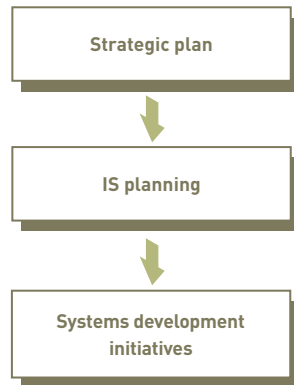 Strategic plan
IS planning
Systems development
initiatives